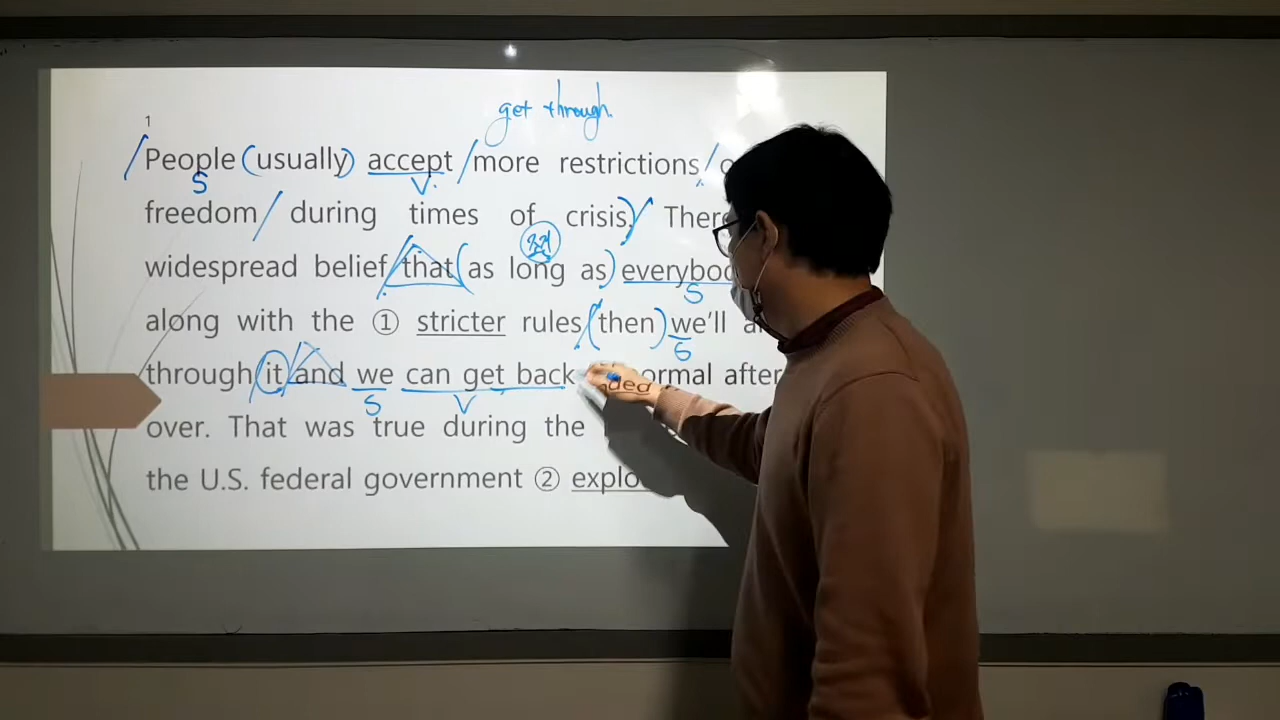 get through.
1
People usually accept more restrictions
S V
freedom during times of crisis. There
widespread belief that as long as everybod
S
along with the ① stricter rules then we'll a
through it and we can get back normal after
S V
over. That was true during the
the U.S. federal government ② explo